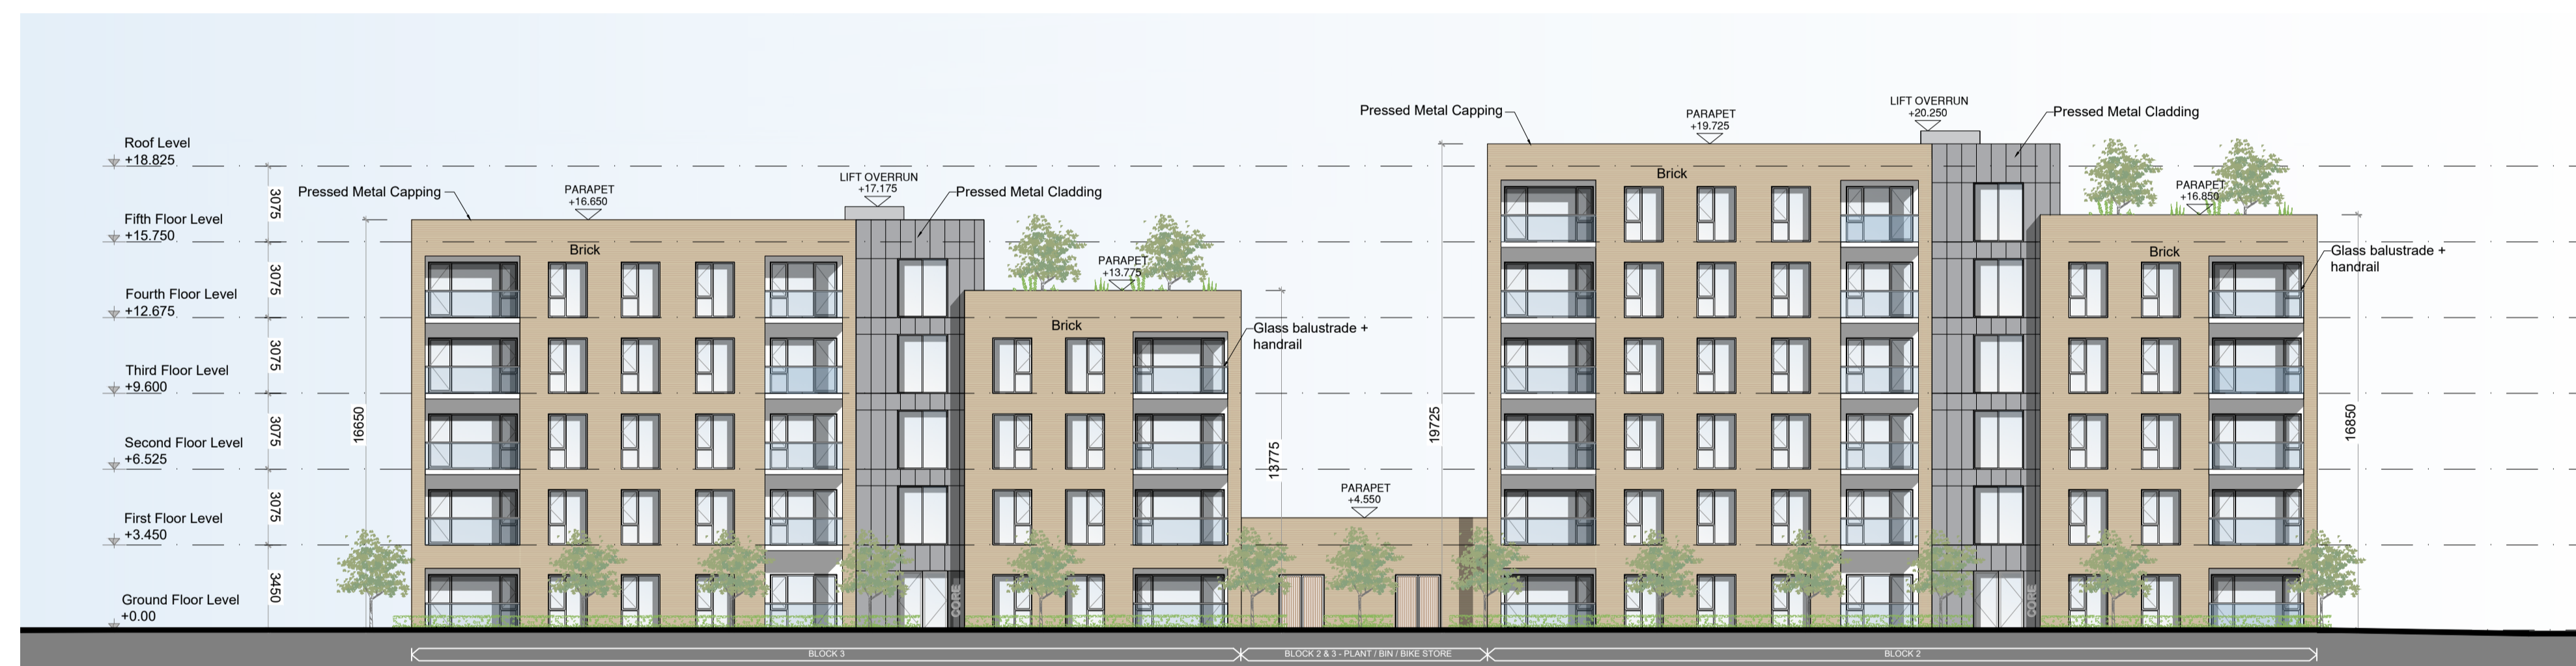 Roof Level
+18.825
Fifth Floor Level
+15.750
Fourth Floor Level
+12.675
Third Floor Level
+9.600
Second Floor Level
+6.525
First Floor Level
+3.450
Ground Floor Level
+0.00
3075
3075
3075
3075
3075
3450
16650
Pressed Metal Capping
PARAPET
+16.650
LIFT OVERRUN
+17.175
Pressed Metal Cladding
Brick
PARAPET
+13.775
Brick
Glass balustrade +
handrail
13775
CORE
PARAPET
+4.550
19725
Pressed Metal Capping
PARAPET
+19.725
LIFT OVERRUN
+20.250
Pressed Metal Cladding
Brick
PARAPET
+16.850
Brick
Glass balustrade +
handrail
16850
CORE
BLOCK 3
BLOCK 2 & 3 - PLANT / BIN / BIKE STORE
BLOCK 2